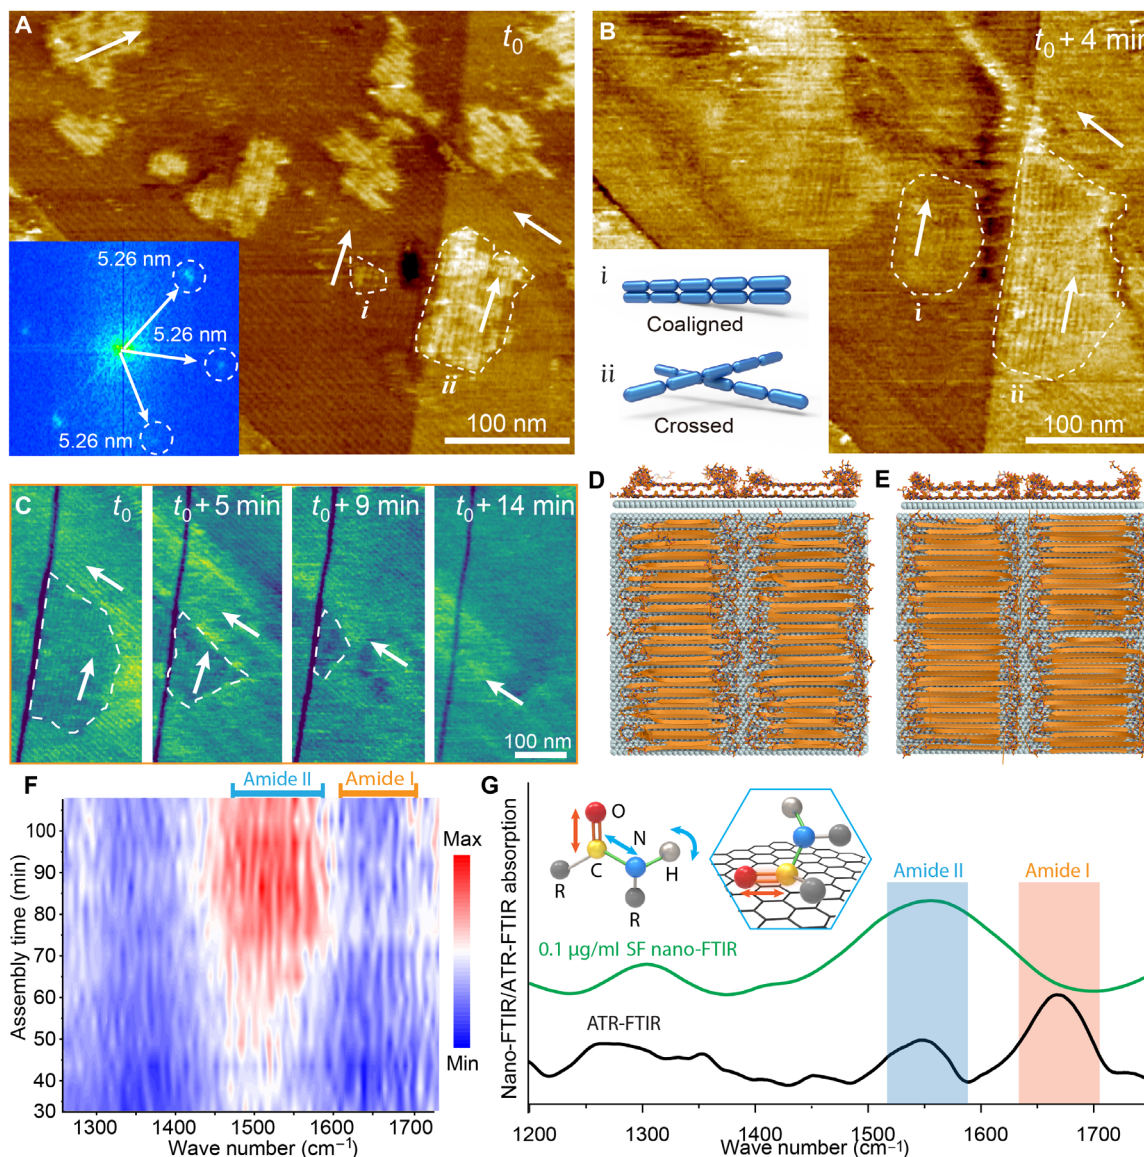 A
t0
5.26 nm
5.26 nm
5.26 nm
i
ii
100 nm
B
t0 + 4 min
i
Coaligned
ii
Crossed
i
ii
100 nm
C
t0
t0 + 5 min
t0 + 9 min
t0 + 14 min
100 nm
D
E
F
Amide II
Amide I
Assembly time (min)
100
90
80
70
60
50
40
30
1300
1400
1500
1600
1700
Wave number (cm−1)
Max
Min
G
O
N
R
C
H
R
Amide II
Amide I
0.1 μg/ml SF nano-FTIR
ATR-FTIR
Nano-FTIR/ATR-FTIR absorption
1200
1300
1400
1500
1600
1700
Wave number (cm−1)